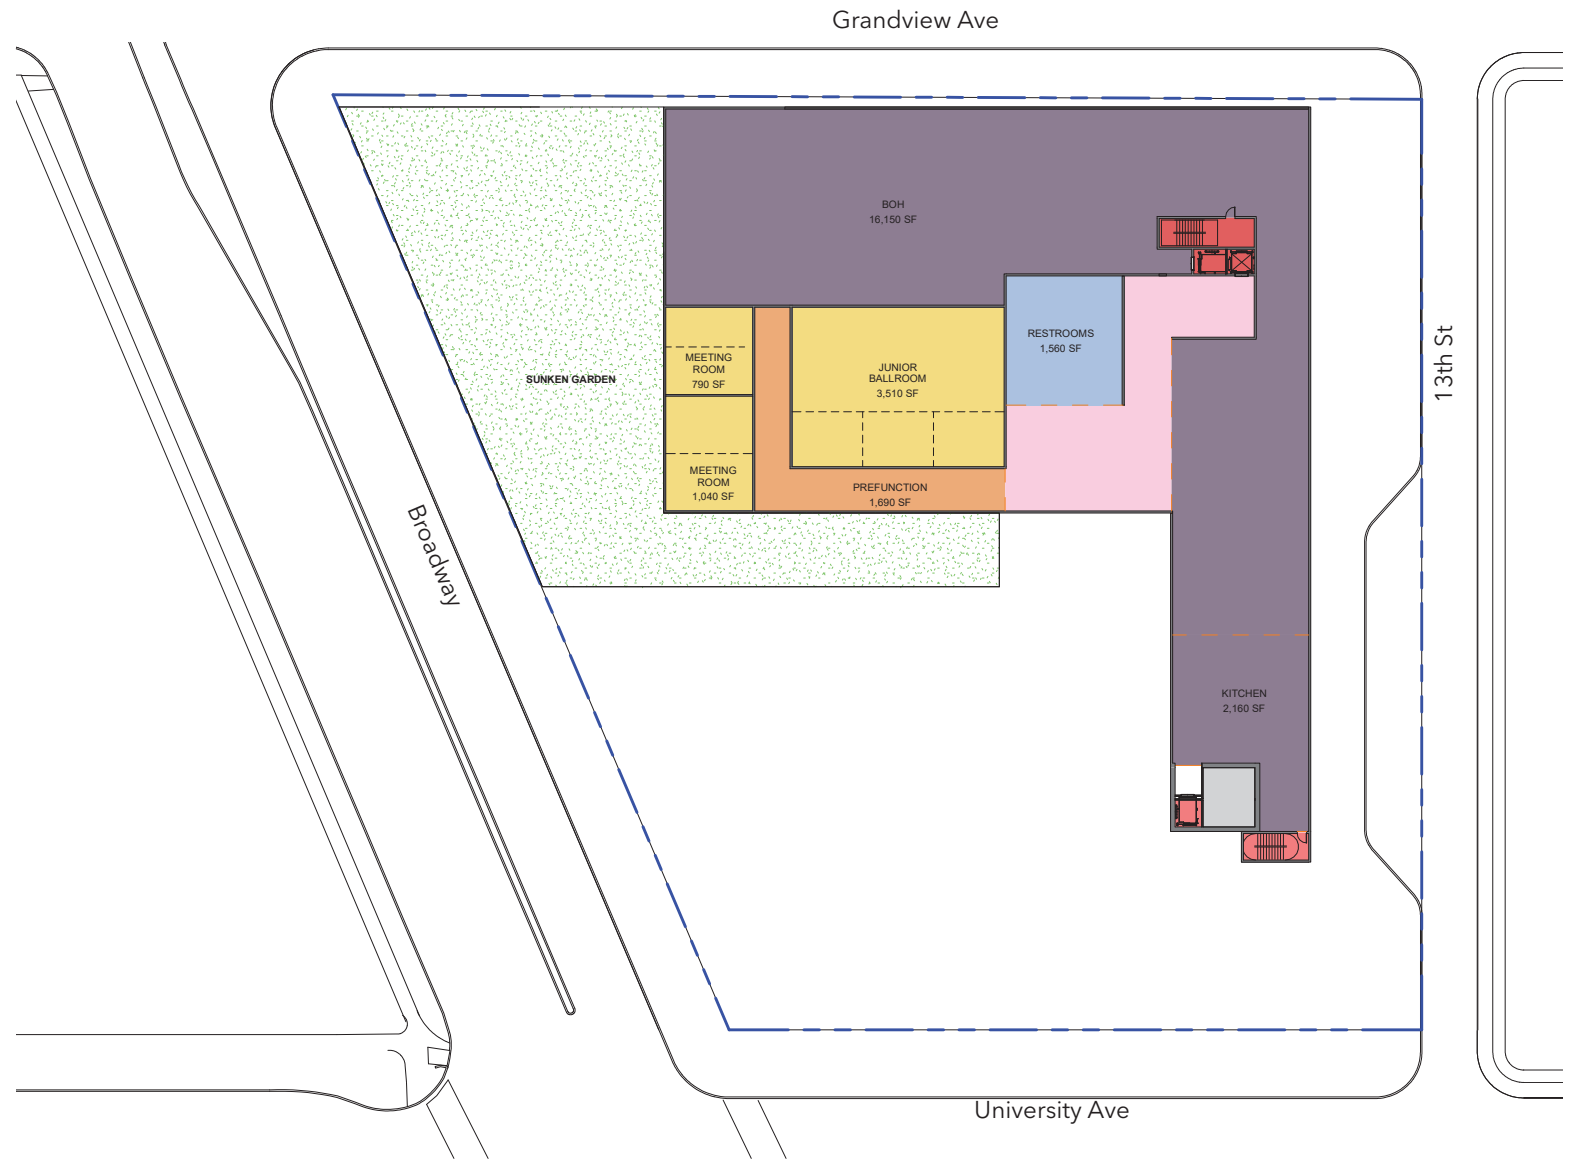 Grandview Ave
BOH
16,150 SF
RESTROOMS
1,560 SF
13th St
MEETING
ROOM
790 SF
JUNIOR
BALLROOM
3,510 SF
SUNKEN GARDEN
MEETING
ROOM
1,040 SF
PREFUNCTION
1,690 SF
Broadway
KITCHEN
2,160 SF
University Ave